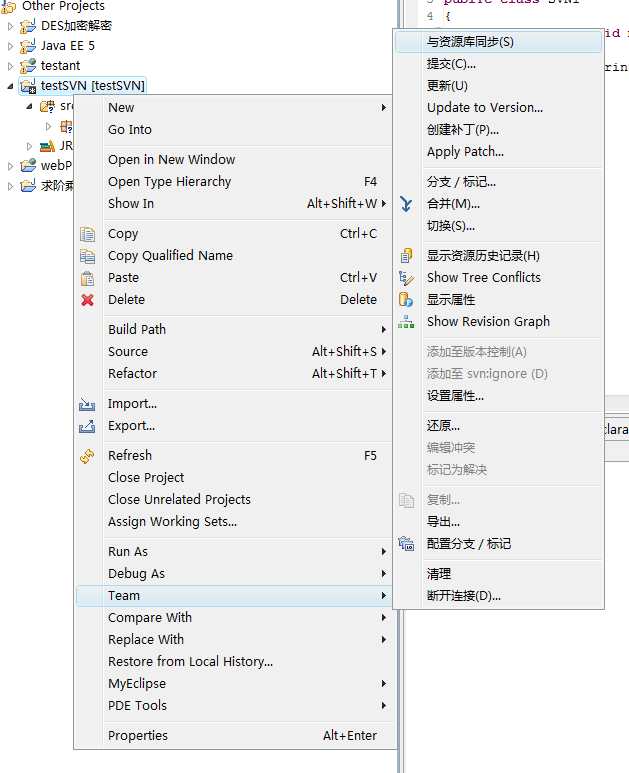 Other Projects
DES加密解密
Java EE 5
testant
testSVN [testSVN]
src
JR
webP
求阶乘
New
Go Into
Open in New Window
Open Type Hierarchy F4
Show In Alt+Shift+W
Copy Ctrl+C
Copy Qualified Name
Paste Ctrl+V
Delete Delete
Build Path
Source Alt+Shift+S
Refactor Alt+Shift+T
Import...
Export...
Refresh F5
Close Project
Close Unrelated Projects
Assign Working Sets...
Run As
Debug As
Team
Compare With
Replace With
Restore from Local History...
MyEclipse
PDE Tools
Properties Alt+Enter
4 {
与资源库同步(S)
提交(C)...
更新(U)
Update to Version...
创建补丁(P)...
Apply Patch...
分支 / 标记...
合并(M)...
切换(S)...
显示资源历史记录(H)
Show Tree Conflicts
显示属性
Show Revision Graph
添加至版本控制(A)
添加至 svn:ignore (D)
设置属性...
还原...
编辑冲突
标记为解决
复制...
导出...
配置分支 / 标记
清理
断开连接(D)...
id
rin
clara